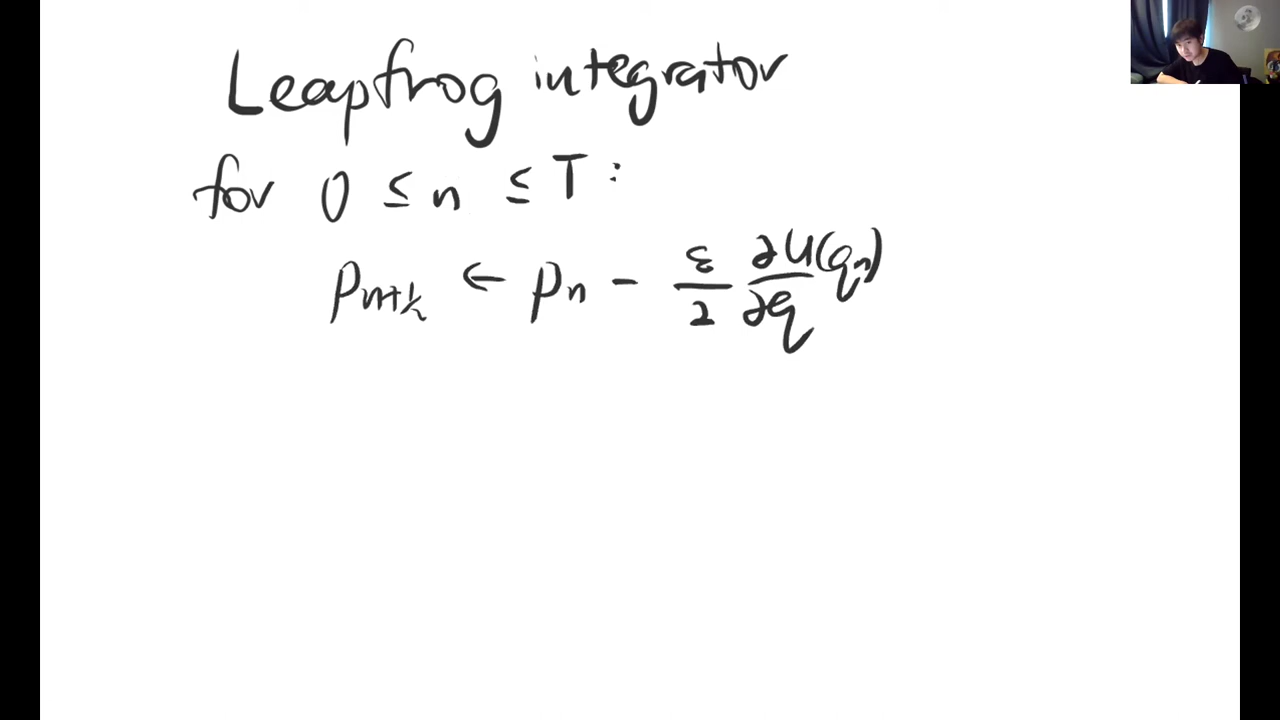 Leapfrog integrator
for 0 ≤ n ≤ T:
p_{n+½} ← p_n - ε/2 ∂U(q_n)/∂q